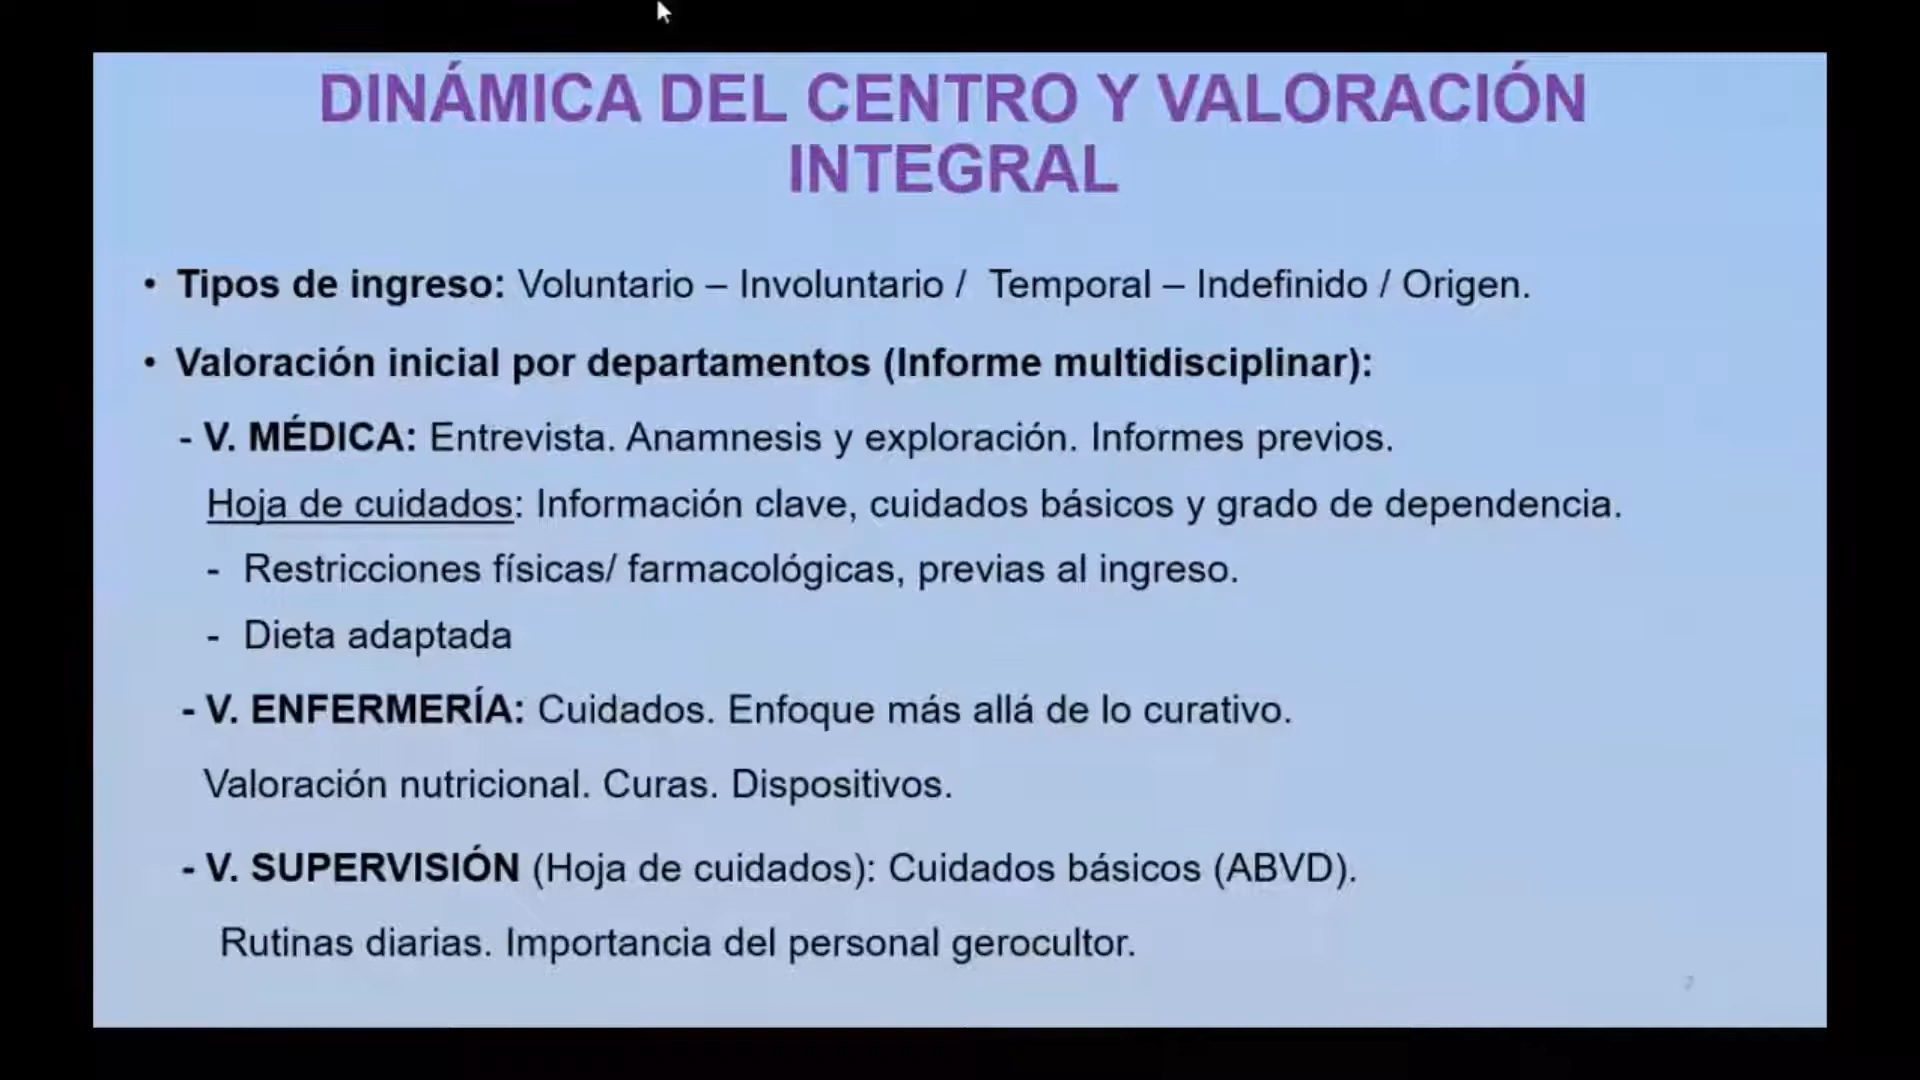 DINÁMICA DEL CENTRO Y VALORACIÓN
INTEGRAL
• Tipos de ingreso: Voluntario – Involuntario / Temporal – Indefinido / Origen.
• Valoración inicial por departamentos (Informe multidisciplinar):
- V. MÉDICA: Entrevista. Anamnesis y exploración. Informes previos.
Hoja de cuidados: Información clave, cuidados básicos y grado de dependencia.
- Restricciones físicas/ farmacológicas, previas al ingreso.
- Dieta adaptada
- V. ENFERMERÍA: Cuidados. Enfoque más allá de lo curativo.
Valoración nutricional. Curas. Dispositivos.
- V. SUPERVISIÓN (Hoja de cuidados): Cuidados básicos (ABVD).
Rutinas diarias. Importancia del personal gerocultor.
7